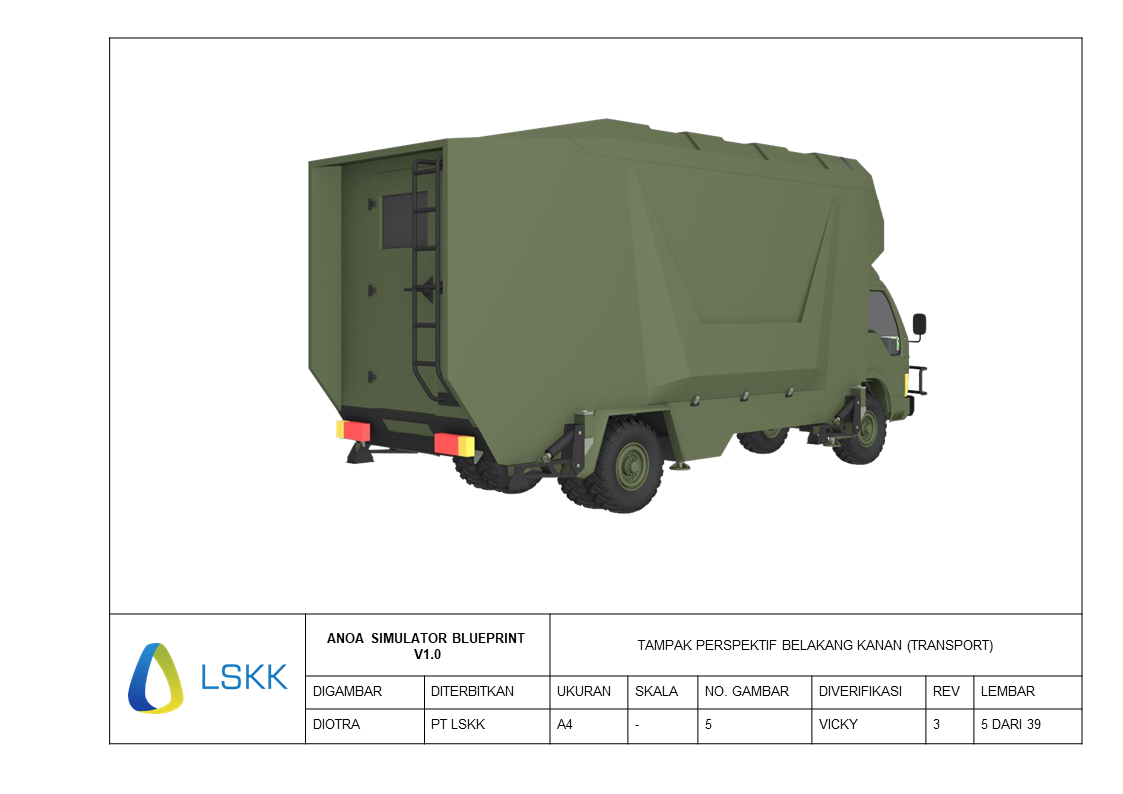 LSKK
ANOA SIMULATOR BLUEPRINT
V1.0
TAMPAK PERSPEKTIF BELAKANG KANAN (TRANSPORT)
DIGAMBAR DITERBITKAN UKURAN SKALA NO. GAMBAR DIVERIFIKASI REV LEMBAR
DIOTRA PT LSKK A4 - 5 VICKY 3 5 DARI 39